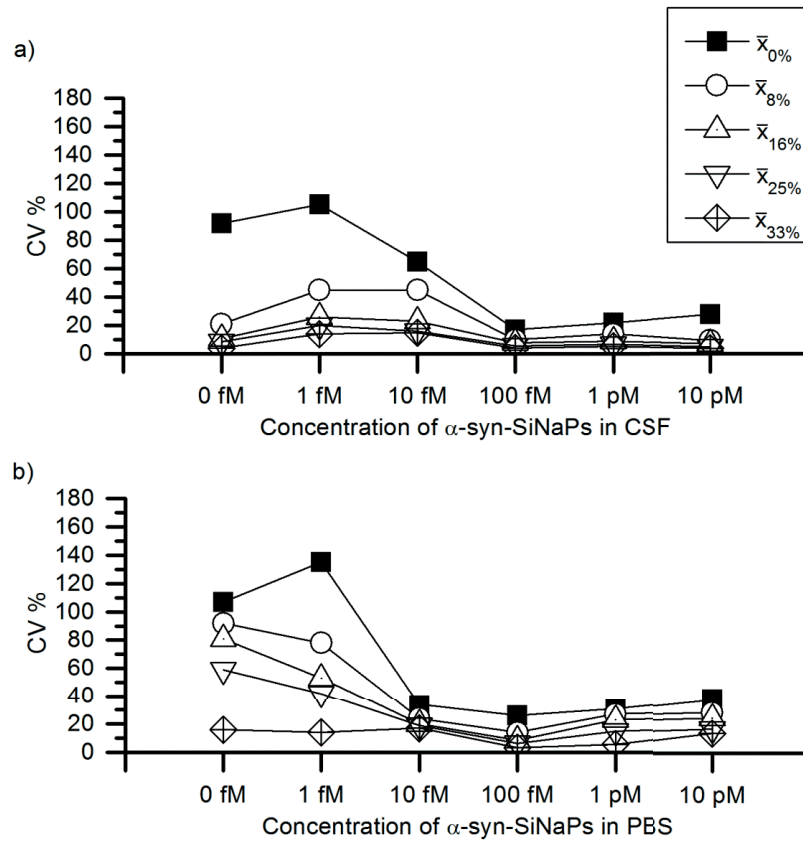 a)
x̄0%
x̄8%
x̄16%
x̄25%
x̄33%
180
160
140
120
100
80
60
40
20
0
CV %
0 fM 1 fM 10 fM 100 fM 1 pM 10 pM
Concentration of α-syn-SiNaPs in CSF
b)
180
160
140
120
100
80
60
40
20
0
CV %
0 fM 1 fM 10 fM 100 fM 1 pM 10 pM
Concentration of α-syn-SiNaPs in PBS